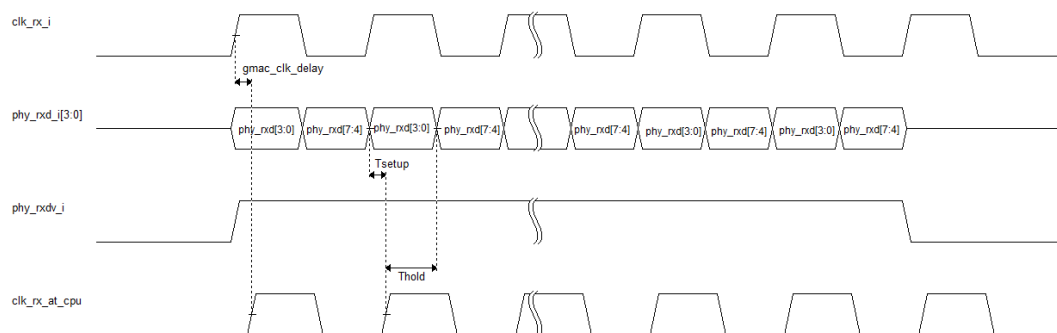 clk_rx_i
gmac_clk_delay
phy_rxd_i[3:0]
phy_rxd[3:0] phy_rxd[7:4] phy_rxd[3:0] phy_rxd[7:4] phy_rxd[7:4] phy_rxd[3:0] phy_rxd[7:4] phy_rxd[3:0] phy_rxd[7:4]
Tsetup
phy_rxdv_i
Thold
clk_rx_at_cpu